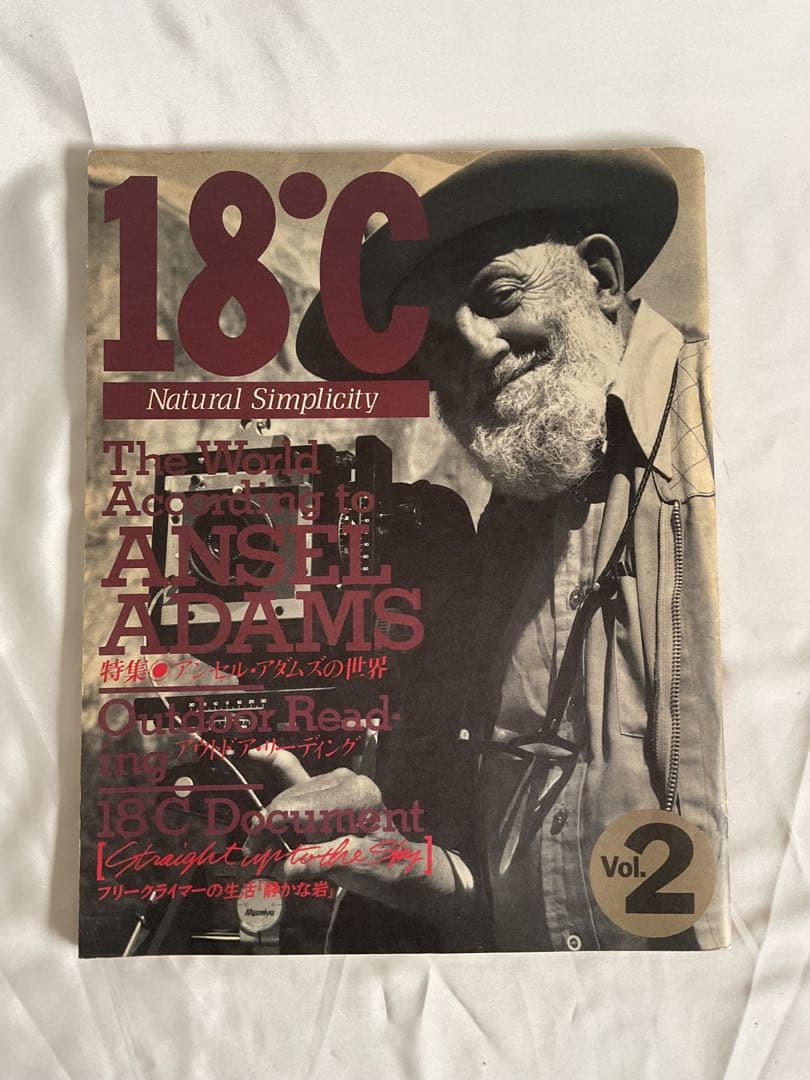 18°C
Natural Simplicity
The World
According to
ANSEL
ADAMS
特集●アンセル・アダムズの世界
Outdoor Read-
ing アウトドア・リーディング
18°C Document
[Straight up to the Sky]
フリークライマーの生活「静かな岩」
Mamiya
Vol.2